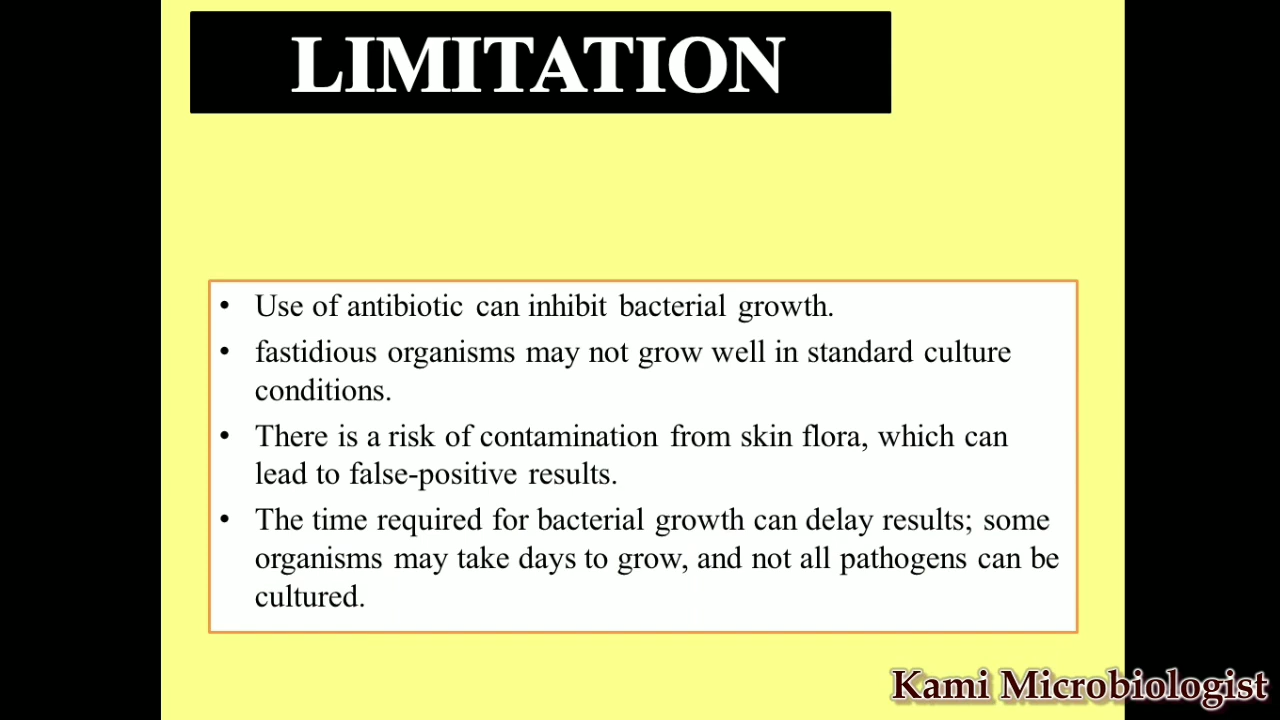 LIMITATION
• Use of antibiotic can inhibit bacterial growth.
• fastidious organisms may not grow well in standard culture
conditions.
• There is a risk of contamination from skin flora, which can
lead to false-positive results.
• The time required for bacterial growth can delay results; some
organisms may take days to grow, and not all pathogens can be
cultured.
Kami Microbiologist